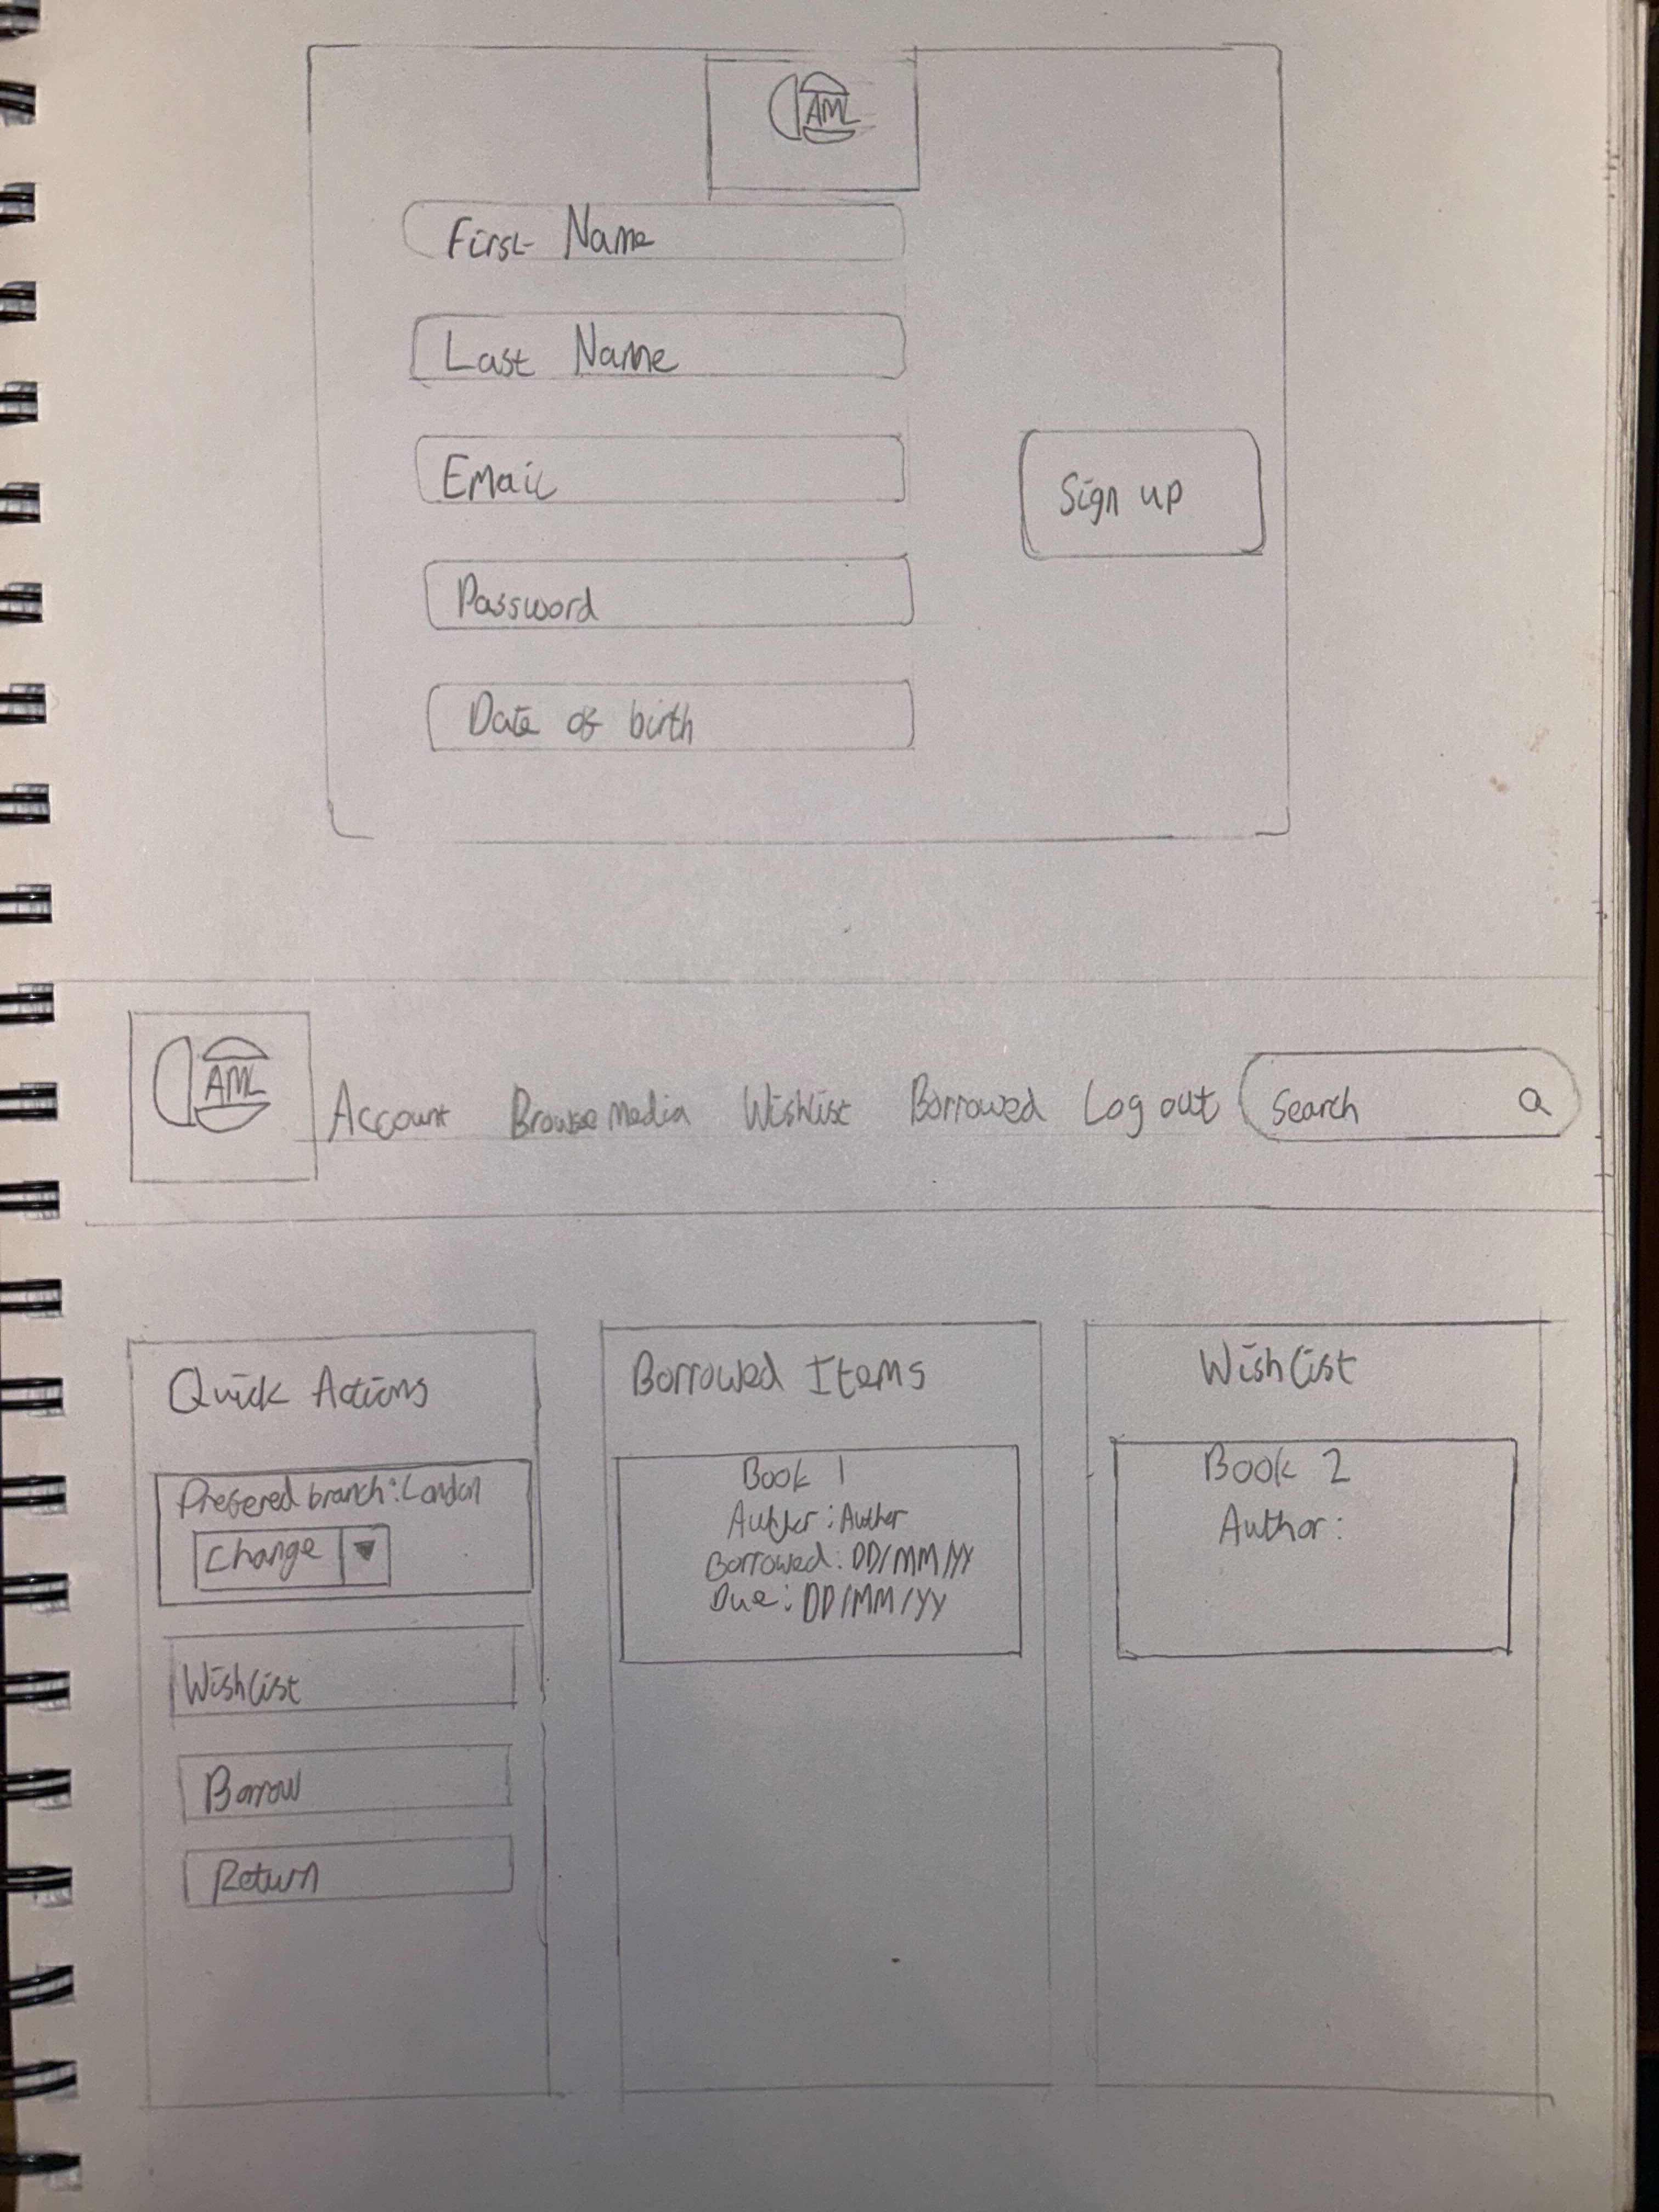 AML
First Name
Last Name
Email
Sign up
Password
Date of birth
AML
Account Browse Media Wishlist Borrowed Log out Search
Quick Actions
Prefered branch: London
Change
Wishlist
Borrow
Return
Borrowed Items
Book 1
Author: Author
Borrowed: DD/MM/YY
Due: DD/MM/YY
Wishlist
Book 2
Author: